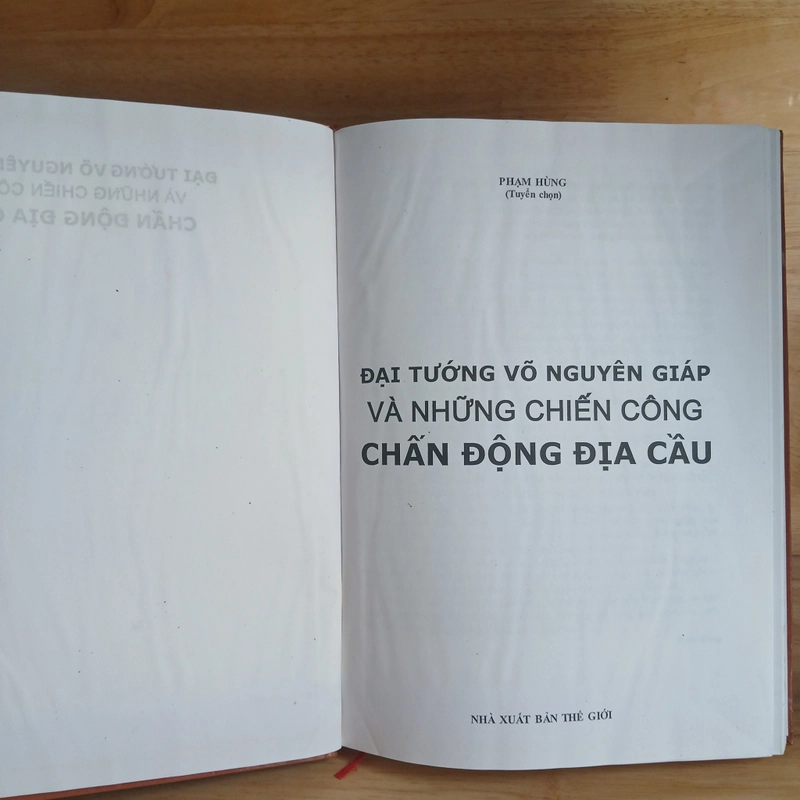 PHẠM HÙNG
(Tuyển chọn)
ĐẠI TƯỚNG VÕ NGUYÊN GIÁP
VÀ NHỮNG CHIẾN CÔNG
CHẤN ĐỘNG ĐỊA CẦU
NHÀ XUẤT BẢN THẾ GIỚI